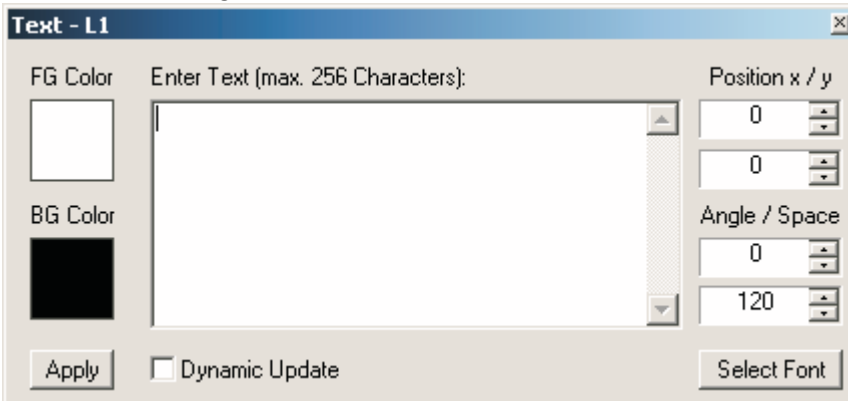 Text - L1
FG Color
Enter Text (max. 256 Characters):
Position x / y
0
0
BG Color
Angle / Space
0
120
Apply
Dynamic Update
Select Font